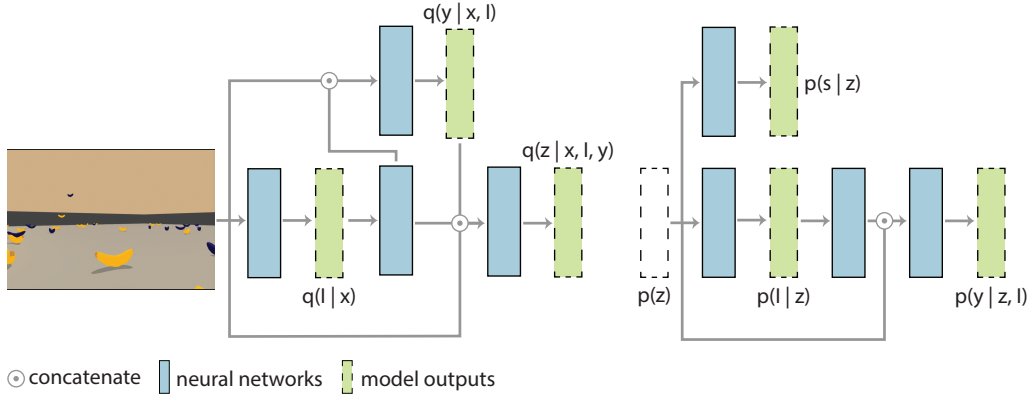 q(y | x, l)
p(s | z)
q(z | x, l, y)
q(l | x)
p(z)
p(l | z)
p(y | z, l)
concatenate
neural networks
model outputs